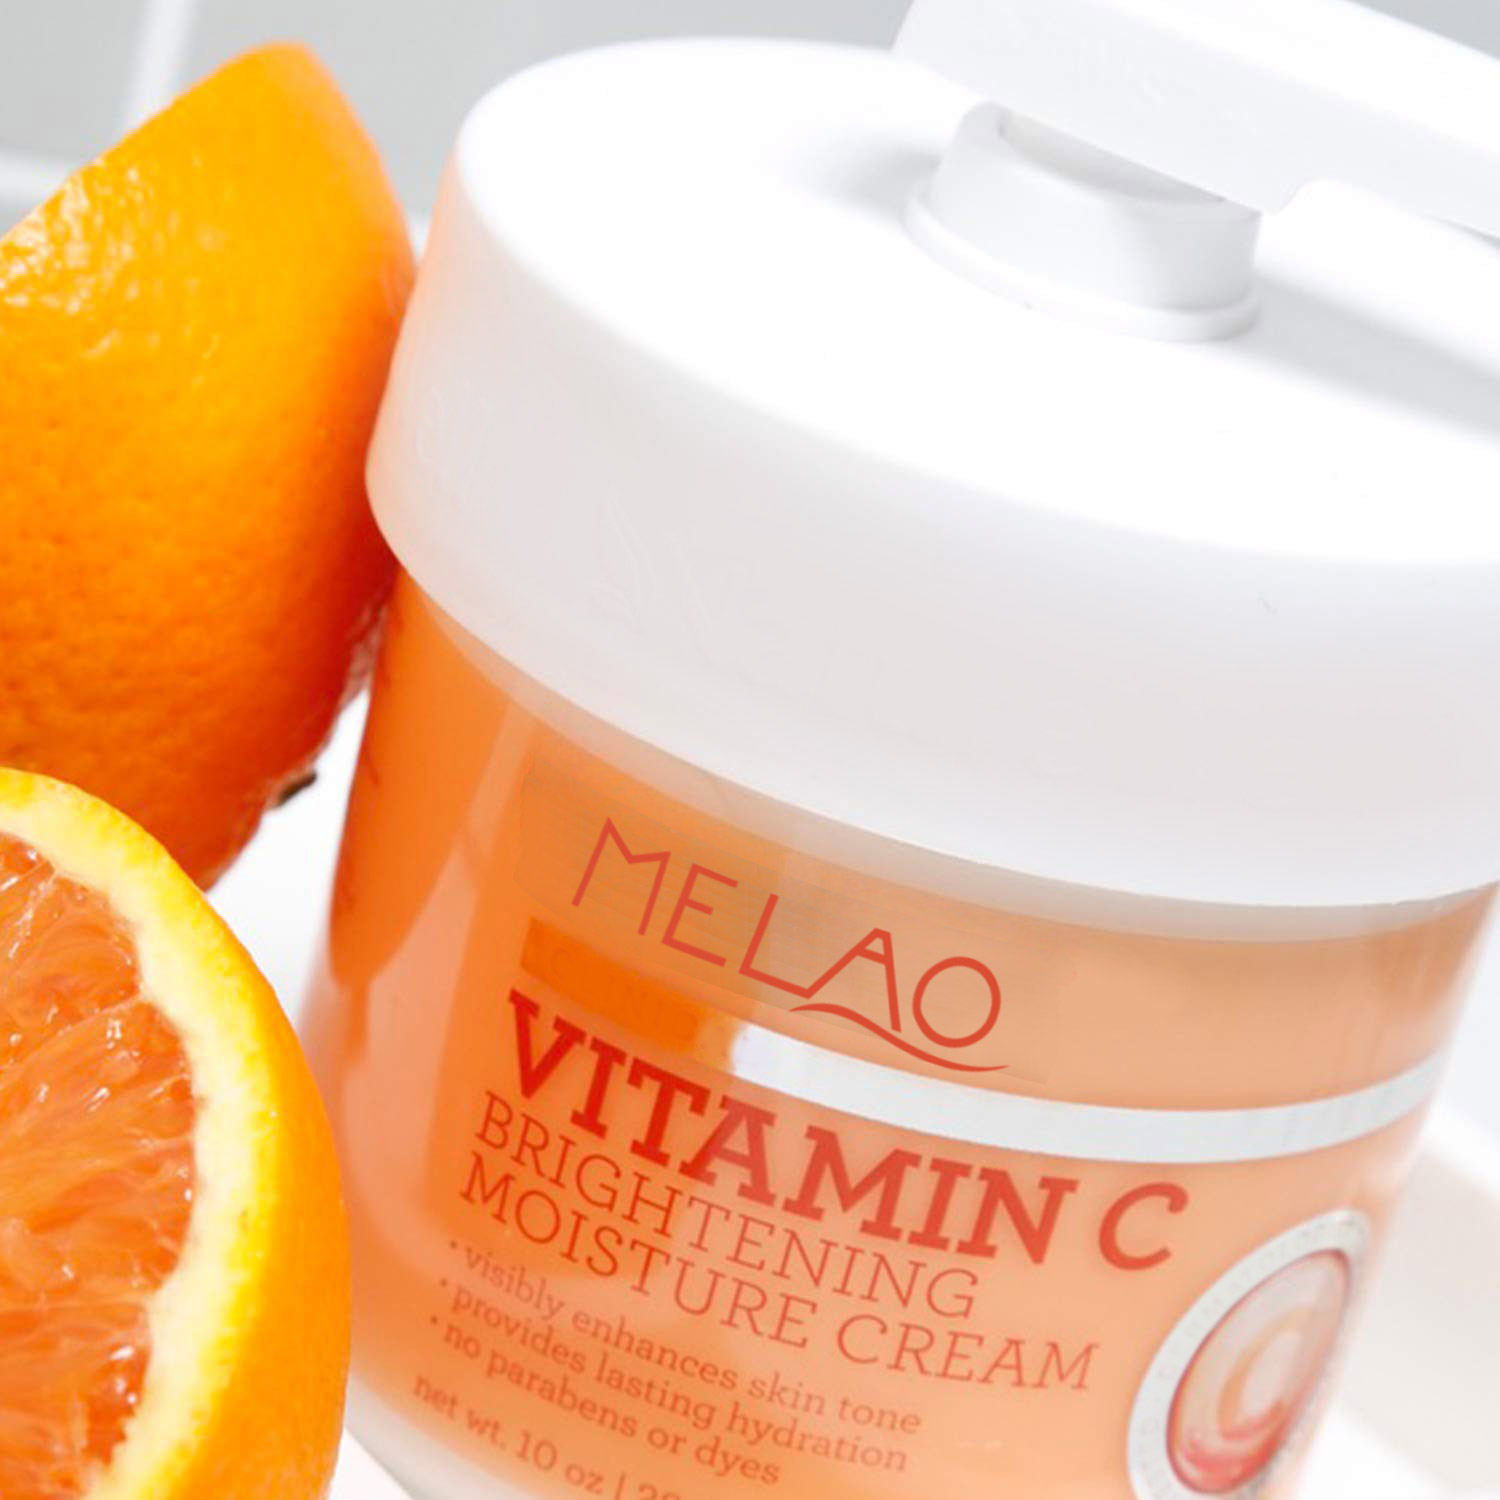 MELAO
VITAMIN C
BRIGHTENING
MOISTURE CREAM
• visibly enhances skin tone
• provides lasting hydration
• no parabens or dyes
net wt. 10 oz |